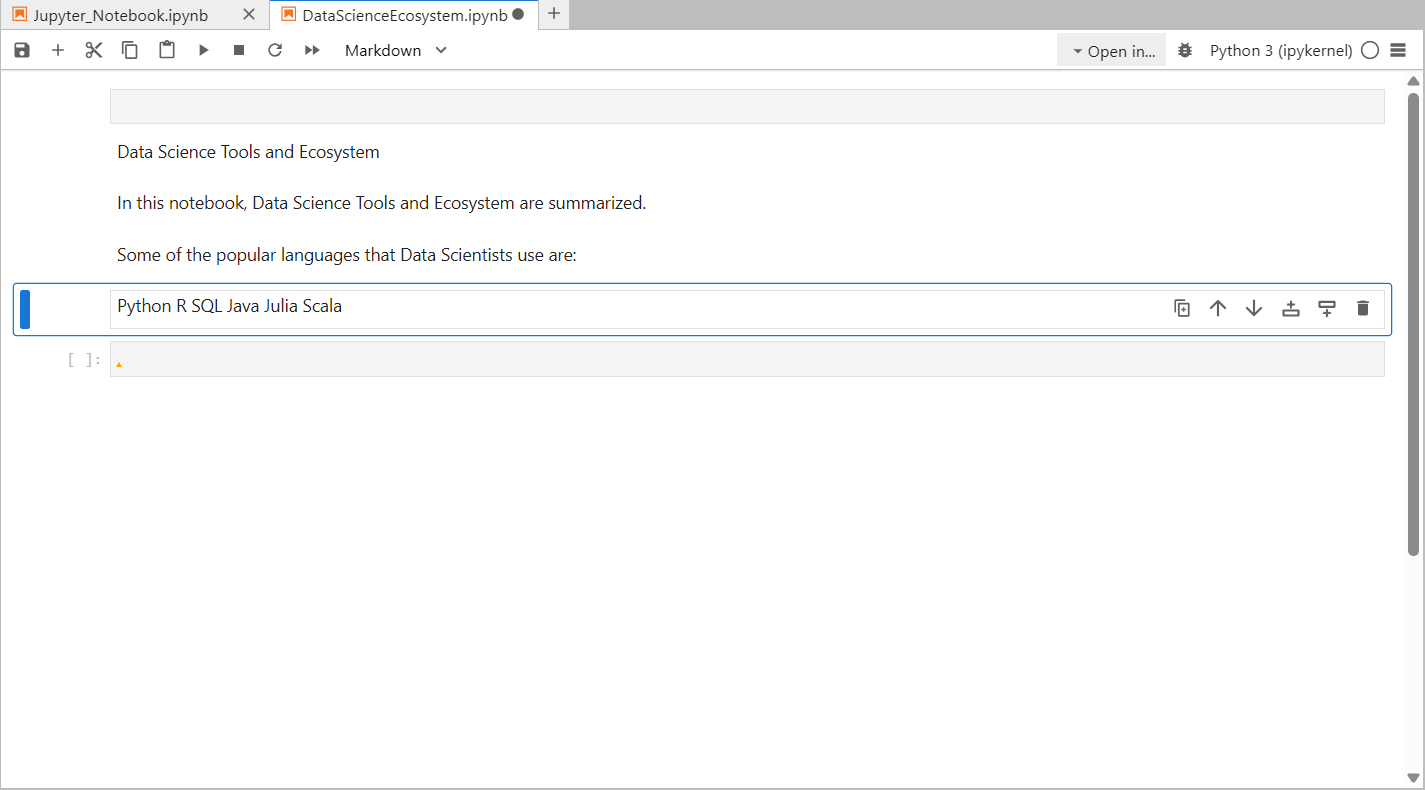 Jupyter_Notebook.ipynb
DataScienceEcosystem.ipynb
Markdown
Open in...
Python 3 (ipykernel)
Data Science Tools and Ecosystem
In this notebook, Data Science Tools and Ecosystem are summarized.
Some of the popular languages that Data Scientists use are:
Python R SQL Java Julia Scala
[ ]: